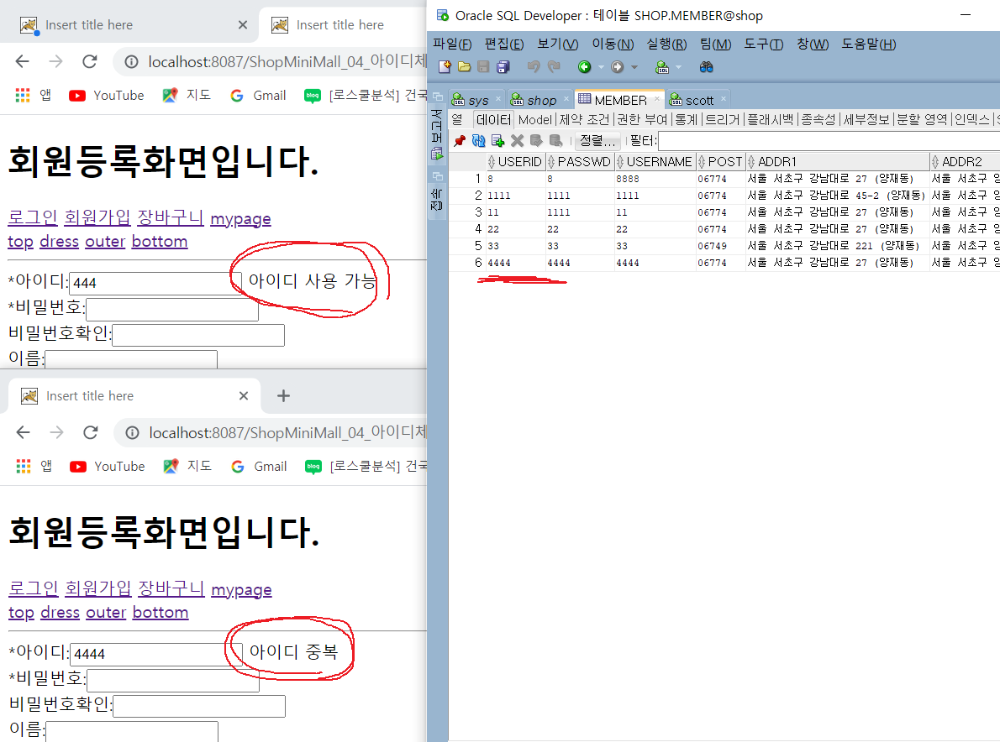 Insert title here
Insert title here
localhost:8087/ShopMiniMall_04_아이디체
앱 YouTube 지도 Gmail blog [로스쿨분석] 건국
회원등록화면입니다.
로그인 회원가입 장바구니 mypage
top dress outer bottom
*아이디: 444 아이디 사용 가능
*비밀번호:
비밀번호확인:
이름:
Insert title here
localhost:8087/ShopMiniMall_04_아이디체
앱 YouTube 지도 Gmail blog [로스쿨분석] 건국
회원등록화면입니다.
로그인 회원가입 장바구니 mypage
top dress outer bottom
*아이디: 4444 아이디 중복
*비밀번호:
비밀번호확인:
이름:
Oracle SQL Developer : 테이블 SHOP.MEMBER@shop
파일(F) 편집(E) 보기(V) 이동(N) 실행(R) 팀(M) 도구(T) 창(W) 도움말(H)
sys shop MEMBER scott
열 데이터 Model 제약 조건 권한 부여 통계 트리거 플래시백 종속성 세부정보 분할 영역 인덱스
정렬... 필터:
USERID PASSWD USERNAME POST ADDR1 ADDR2
1 8 8 8888 06774 서울 서초구 강남대로 27 (양재동) 서울 서초구
2 1111 1111 1111 06774 서울 서초구 강남대로 45-2 (양재동) 서울 서초구
3 11 1111 11 06774 서울 서초구 강남대로 27 (양재동) 서울 서초구
4 22 22 22 06774 서울 서초구 강남대로 27 (양재동) 서울 서초구
5 33 33 33 06749 서울 서초구 강남대로 221 (양재동) 서울 서초구
6 4444 4444 4444 06774 서울 서초구 강남대로 27 (양재동) 서울 서초구